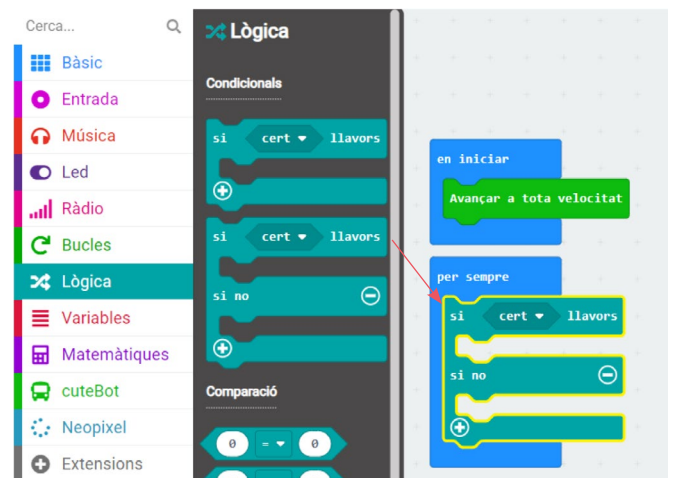 Cerca...
Bàsic
Entrada
Música
Led
Ràdio
Bucles
Lògica
Variables
Matemàtiques
cuteBot
Neopixel
Extensions
Lògica
Condicionals
si cert llavors
si cert llavors
si no
Comparació
0 = 0
en iniciar
Avançar a tota velocitat
per sempre
si cert llavors
si no